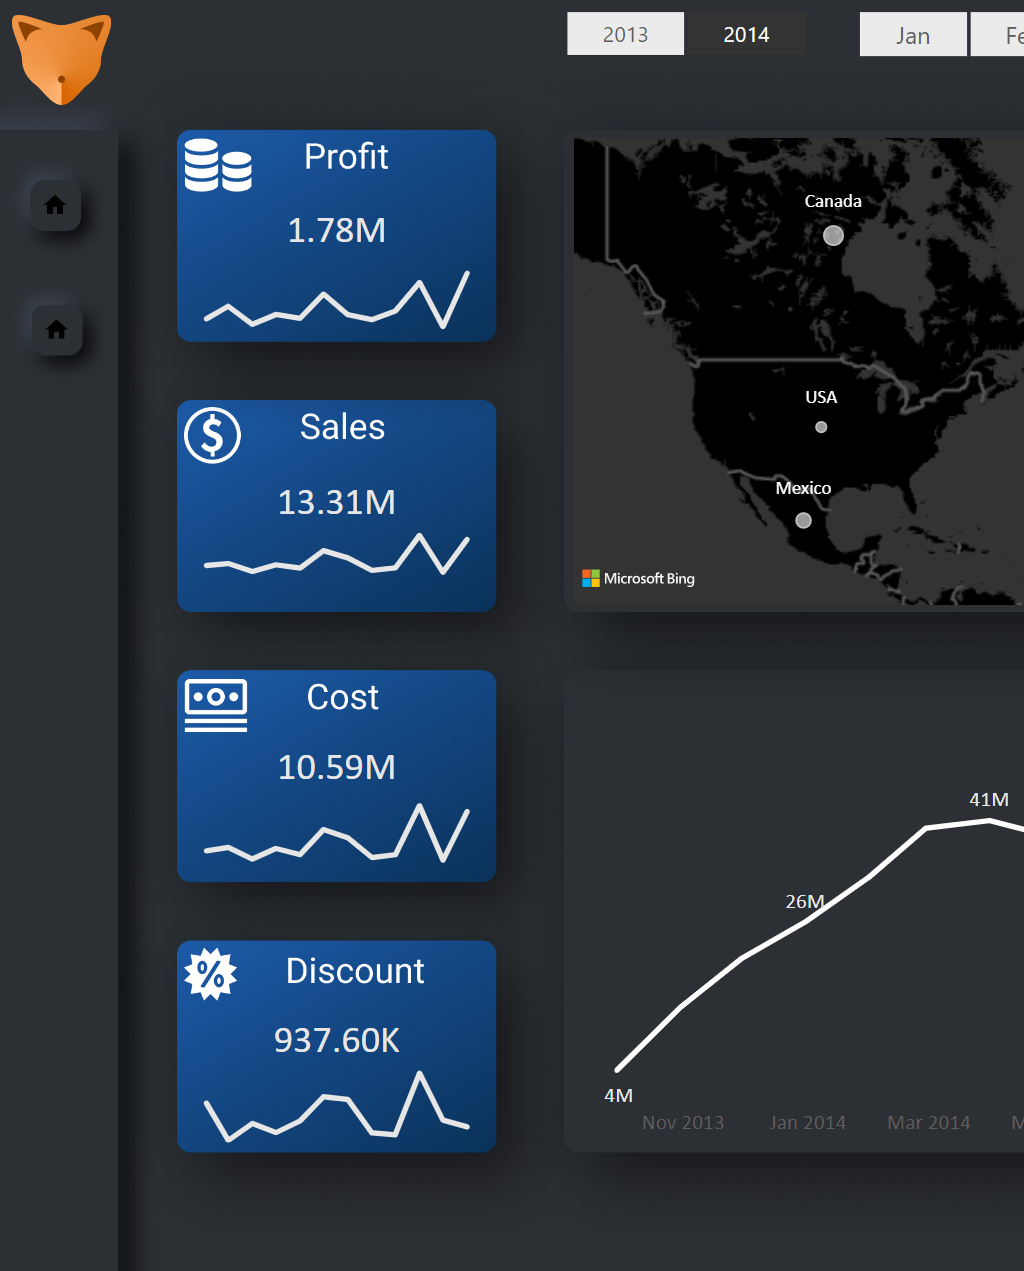 2013
2014
Jan
Fe
Profit
1.78M
Canada
USA
Mexico
Microsoft Bing
$
Sales
13.31M
Cost
10.59M
41M
26M
%
Discount
937.60K
4M
Nov 2013
Jan 2014
Mar 2014
M